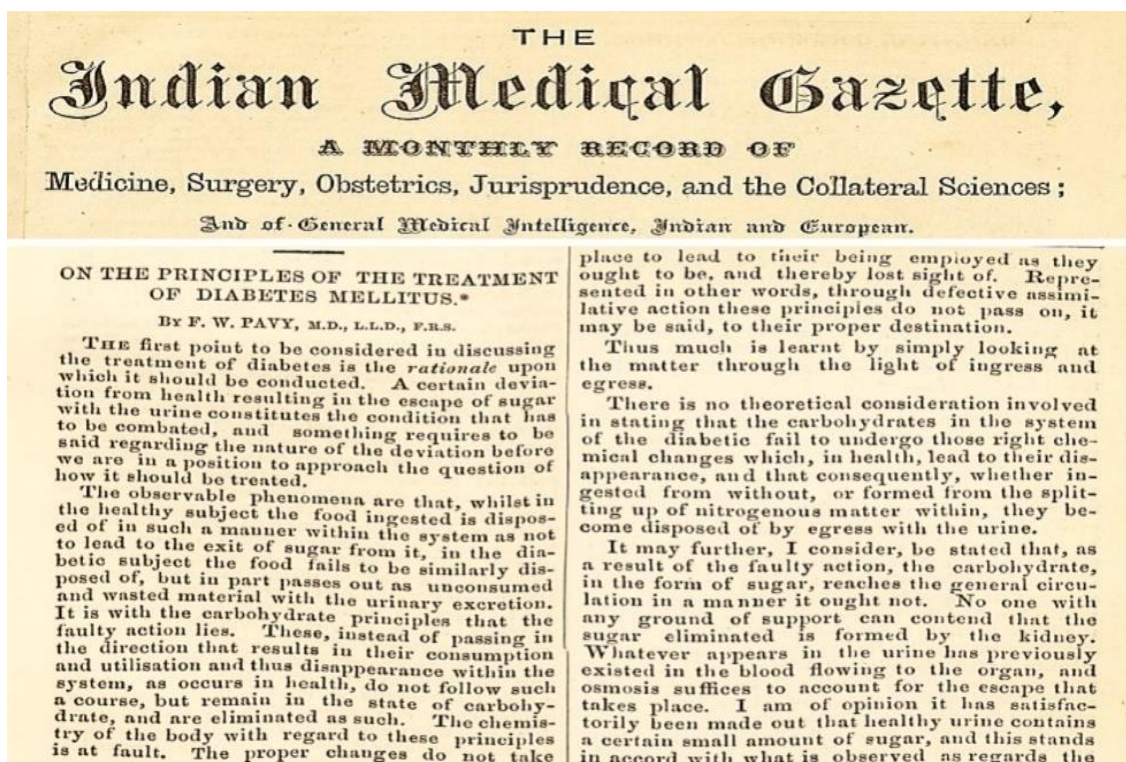 THE
Indian Medical Gazette,
A MONTHLY RECORD OF
Medicine, Surgery, Obstetrics, Jurisprudence, and the Collateral Sciences;
And of General Medical Intelligence, Indian and European.
ON THE PRINCIPLES OF THE TREATMENT
OF DIABETES MELLITUS.*
By F. W. PAVY, M.D., L.L.D., F.R.S.
THE first point to be considered in discussing
the treatment of diabetes is the rationale upon
which it should be conducted. A certain devia-
tion from health resulting in the escape of sugar
with the urine constitutes the condition that has
to be combated, and something requires to be
said regarding the nature of the deviation before
we are in a position to approach the question of
how it should be treated.
The observable phenomena are that, whilst in
the healthy subject the food ingested is dispos-
ed of in such a manner within the system as not
to lead to the exit of sugar from it, in the dia-
betic subject the food fails to be similarly dis-
posed of, but in part passes out as unconsumed
and wasted material with the urinary excretion.
It is with the carbohydrate principles that the
faulty action lies. These, instead of passing in
the direction that results in their consumption
and utilisation and thus disappearance within the
system, as occurs in health, do not follow such
a course, but remain in the state of carbohy-
drate, and are eliminated as such. The chemis-
try of the body with regard to these principles
is at fault. The proper changes do not take
place to lead to their being employed as they
ought to be, and thereby lost sight of. Repre-
sented in other words, through defective assimi-
lative action these principles do not pass on, it
may be said, to their proper destination.
Thus much is learnt by simply looking at
the matter through the light of ingress and
egress.
There is no theoretical consideration involved
in stating that the carbohydrates in the system
of the diabetic fail to undergo those right che-
mical changes which, in health, lead to their dis-
appearance, and that consequently, whether in-
gested from without, or formed from the split-
ting up of nitrogenous matter within, they be-
come disposed of by egress with the urine.
It may further, I consider, be stated that, as
a result of the faulty action, the carbohydrate,
in the form of sugar, reaches the general circu-
lation in a manner it ought not. No one with
any ground of support can contend that the
sugar eliminated is formed by the kidney.
Whatever appears in the urine has previously
existed in the blood flowing to the organ, and
osmosis suffices to account for the escape that
takes place. I am of opinion it has satisfac-
torily been made out that healthy urine contains
a certain small amount of sugar, and this stands
in accord with what is observed as regards the